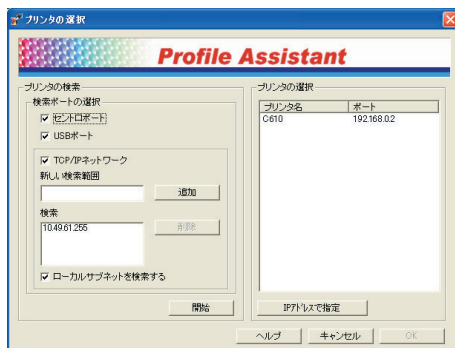 プリンタの選択
Profile Assistant
プリンタの検索
検索ポートの選択
セントロポート
USBポート
TCP/IPネットワーク
新しい検索範囲
追加
検索
10.49.61.255
削除
ローカルサブネットを検索する
開始
プリンタの選択
プリンタ名 ポート
C610 192.168.0.2
IPアドレスで指定
ヘルプ キャンセル OK